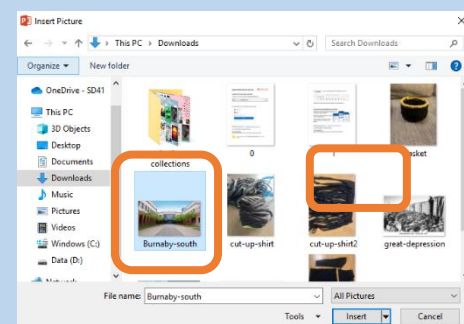 Insert Picture
This PC > Downloads
Search Downloads
Organize
New folder
OneDrive - SD41
This PC
3D Objects
Desktop
Documents
Downloads
Music
Pictures
Videos
Windows (C:)
Data (D:)
collections
0
Burnaby-south
cut-up-shirt
cut-up-shirt2
great-depression
File name:
Burnaby-south
All Pictures
Tools
Insert
Cancel